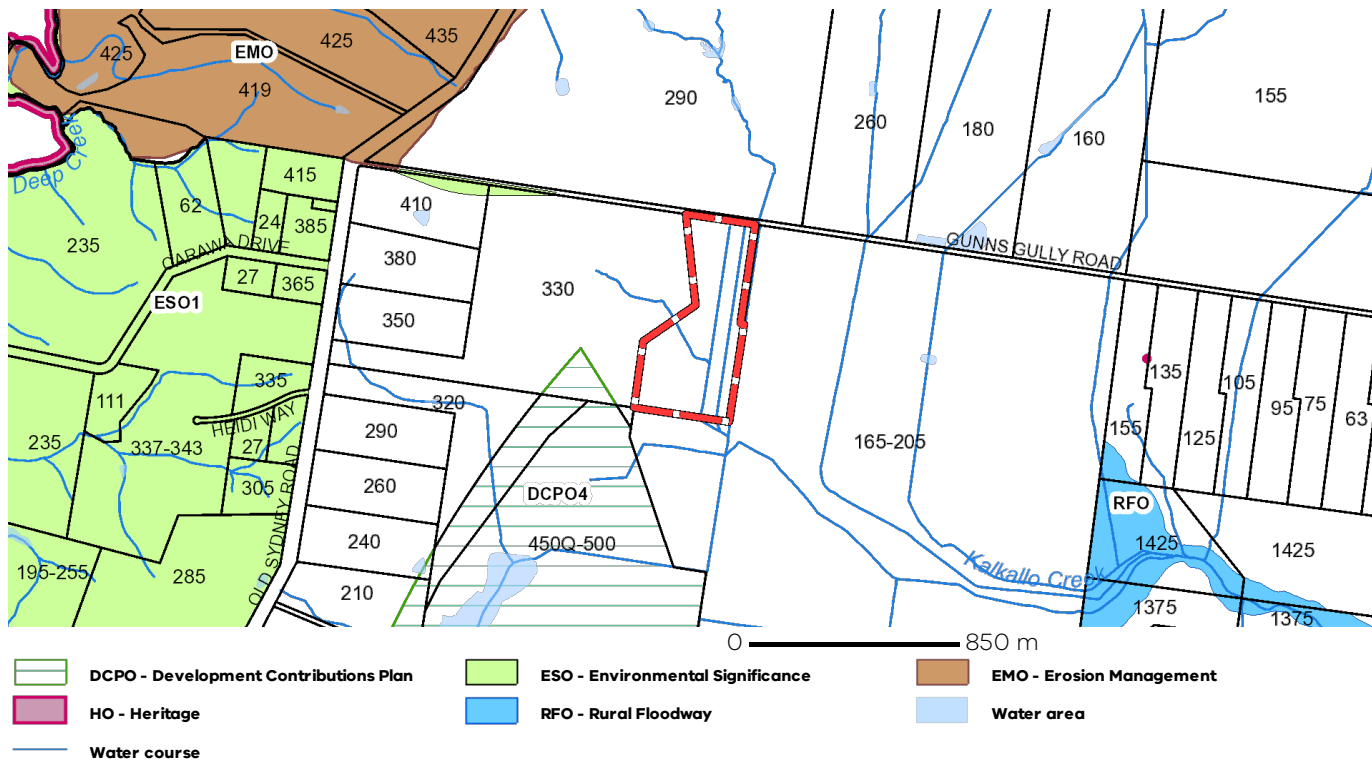 425
EMO
425
435
419
290
260
180
160
155
Deep Creek
415
62
24
385
410
235
CARAWA DRIVE
GUNNS GULLY ROAD
380
27
365
330
ESO1
350
335
135
111
320
105
95
75
63
HEIDI WAY
290
155
125
235
337-343
27
165-205
305
260
OLD SYDNEY ROAD
DCPO4
RFO
240
450Q-500
1425
1425
Kalkallo Creek
195-255
285
210
1375
1375
0 850 m
DCPO - Development Contributions Plan
ESO - Environmental Significance
EMO - Erosion Management
HO - Heritage
RFO - Rural Floodway
Water area
Water course